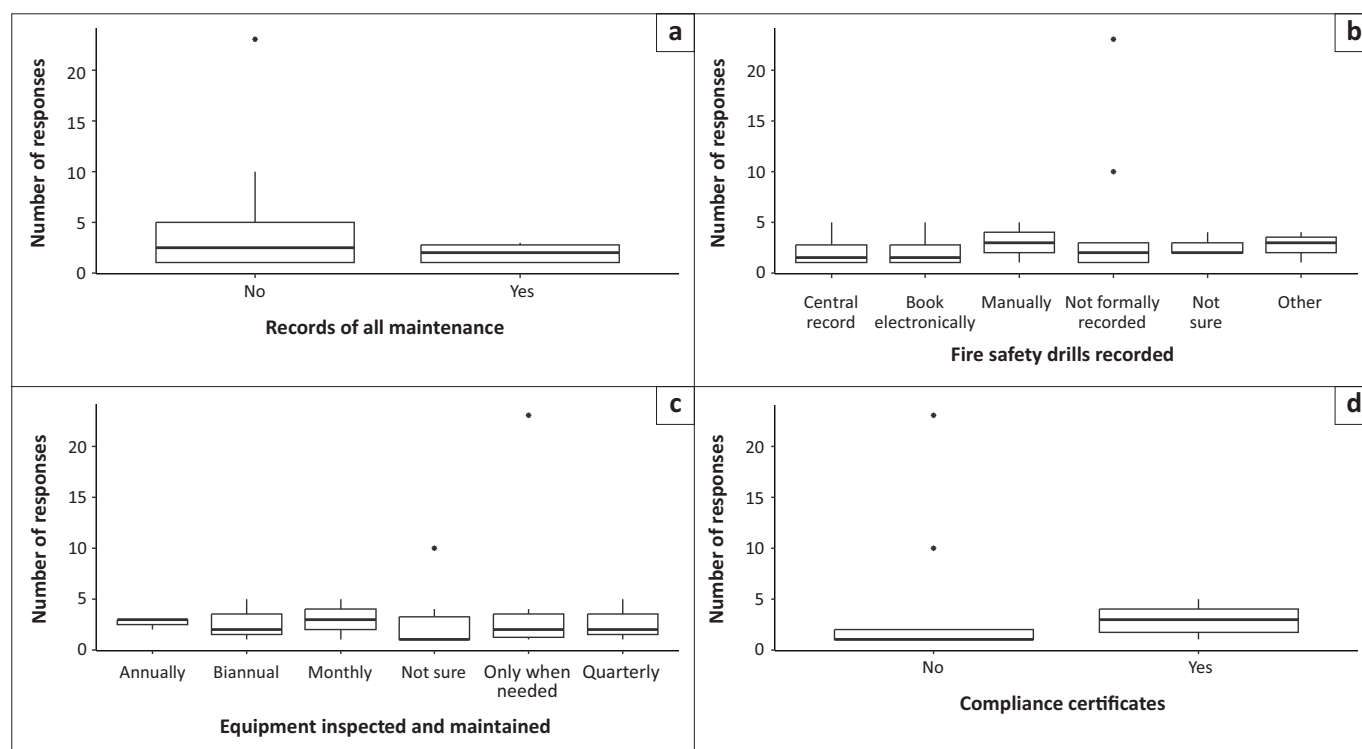 a
Number of responses
20
15
10
5
0
No Yes
Records of all maintenance
b
Number of responses
20
15
10
5
0
Central record
Book electronically
Manually
Not formally recorded
Not sure
Other
Fire safety drills recorded
c
Number of responses
20
15
10
5
0
Annually
Biannual
Monthly
Not sure
Only when needed
Quarterly
Equipment inspected and maintained
d
Number of responses
20
15
10
5
0
No Yes
Compliance certificates